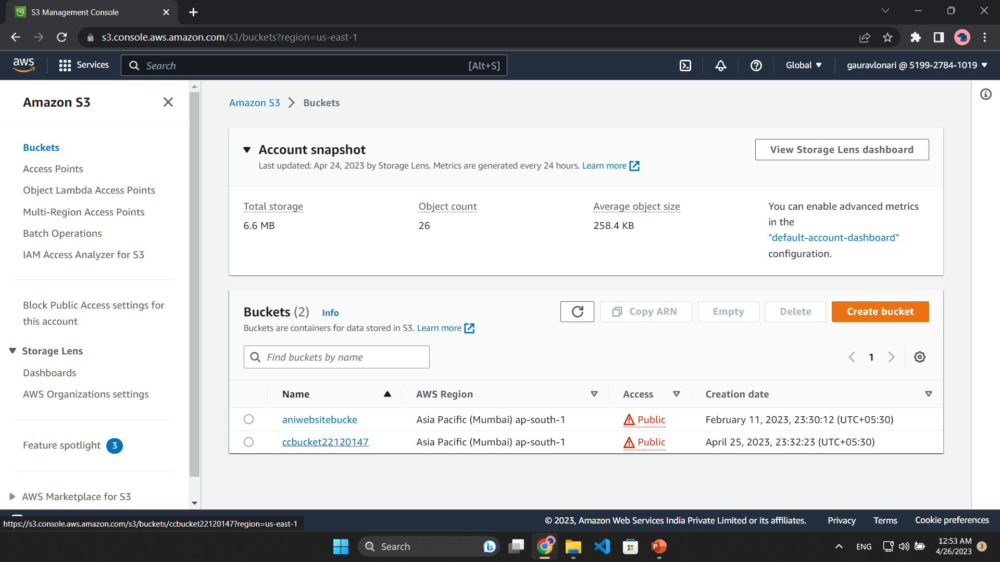 S3 Management Console
s3.console.aws.amazon.com/s3/buckets?region=us-east-1
aws
Services
Search
[Alt+S]
Global
gauravlonari @ 5199-2784-1019
Amazon S3
Buckets
Access Points
Object Lambda Access Points
Multi-Region Access Points
Batch Operations
IAM Access Analyzer for S3
Block Public Access settings for
this account
Storage Lens
Dashboards
AWS Organizations settings
Feature spotlight 3
AWS Marketplace for S3
Amazon S3 > Buckets
Account snapshot
Last updated: Apr 24, 2023 by Storage Lens. Metrics are generated every 24 hours. Learn more
View Storage Lens dashboard
Total storage
6.6 MB
Object count
26
Average object size
258.4 KB
You can enable advanced metrics
in the
"default-account-dashboard"
configuration.
Buckets (2) Info
Buckets are containers for data stored in S3. Learn more
Copy ARN
Empty
Delete
Create bucket
Find buckets by name
1
Name AWS Region Access Creation date
aniwebsitebucke Asia Pacific (Mumbai) ap-south-1 Public February 11, 2023, 23:30:12 (UTC+05:30)
ccbucket22120147 Asia Pacific (Mumbai) ap-south-1 Public April 25, 2023, 23:32:23 (UTC+05:30)
https://s3.console.aws.amazon.com/s3/buckets/ccbucket22120147?region=us-east-1
© 2023, Amazon Web Services India Private Limited or its affiliates. Privacy Terms Cookie preferences
Search
ENG
12:53 AM
4/26/2023
3